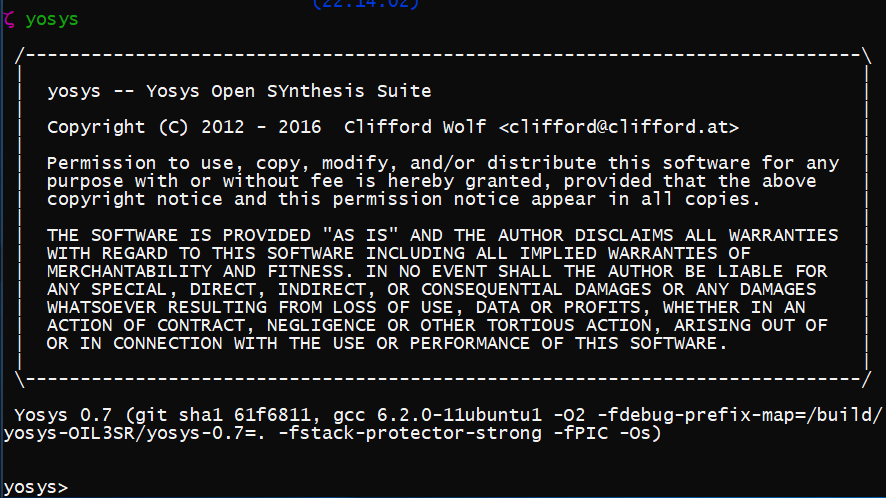 (22:14:02)
ζ yosys
/----------------------------------------------------------------------------\
|                                                                            |
|  yosys -- Yosys Open SYnthesis Suite                                       |
|                                                                            |
|  Copyright (C) 2012 - 2016  Clifford Wolf <clifford@clifford.at>           |
|                                                                            |
|  Permission to use, copy, modify, and/or distribute this software for any  |
|  purpose with or without fee is hereby granted, provided that the above    |
|  copyright notice and this permission notice appear in all copies.         |
|                                                                            |
|  THE SOFTWARE IS PROVIDED "AS IS" AND THE AUTHOR DISCLAIMS ALL WARRANTIES  |
|  WITH REGARD TO THIS SOFTWARE INCLUDING ALL IMPLIED WARRANTIES OF          |
|  MERCHANTABILITY AND FITNESS. IN NO EVENT SHALL THE AUTHOR BE LIABLE FOR   |
|  ANY SPECIAL, DIRECT, INDIRECT, OR CONSEQUENTIAL DAMAGES OR ANY DAMAGES    |
|  WHATSOEVER RESULTING FROM LOSS OF USE, DATA OR PROFITS, WHETHER IN AN     |
|  ACTION OF CONTRACT, NEGLIGENCE OR OTHER TORTIOUS ACTION, ARISING OUT OF   |
|  OR IN CONNECTION WITH THE USE OR PERFORMANCE OF THIS SOFTWARE.            |
|                                                                            |
\----------------------------------------------------------------------------/
Yosys 0.7 (git sha1 61f6811, gcc 6.2.0-11ubuntu1 -O2 -fdebug-prefix-map=/build/
yosys-OIL3SR/yosys-0.7=. -fstack-protector-strong -fPIC -Os)
yosys>